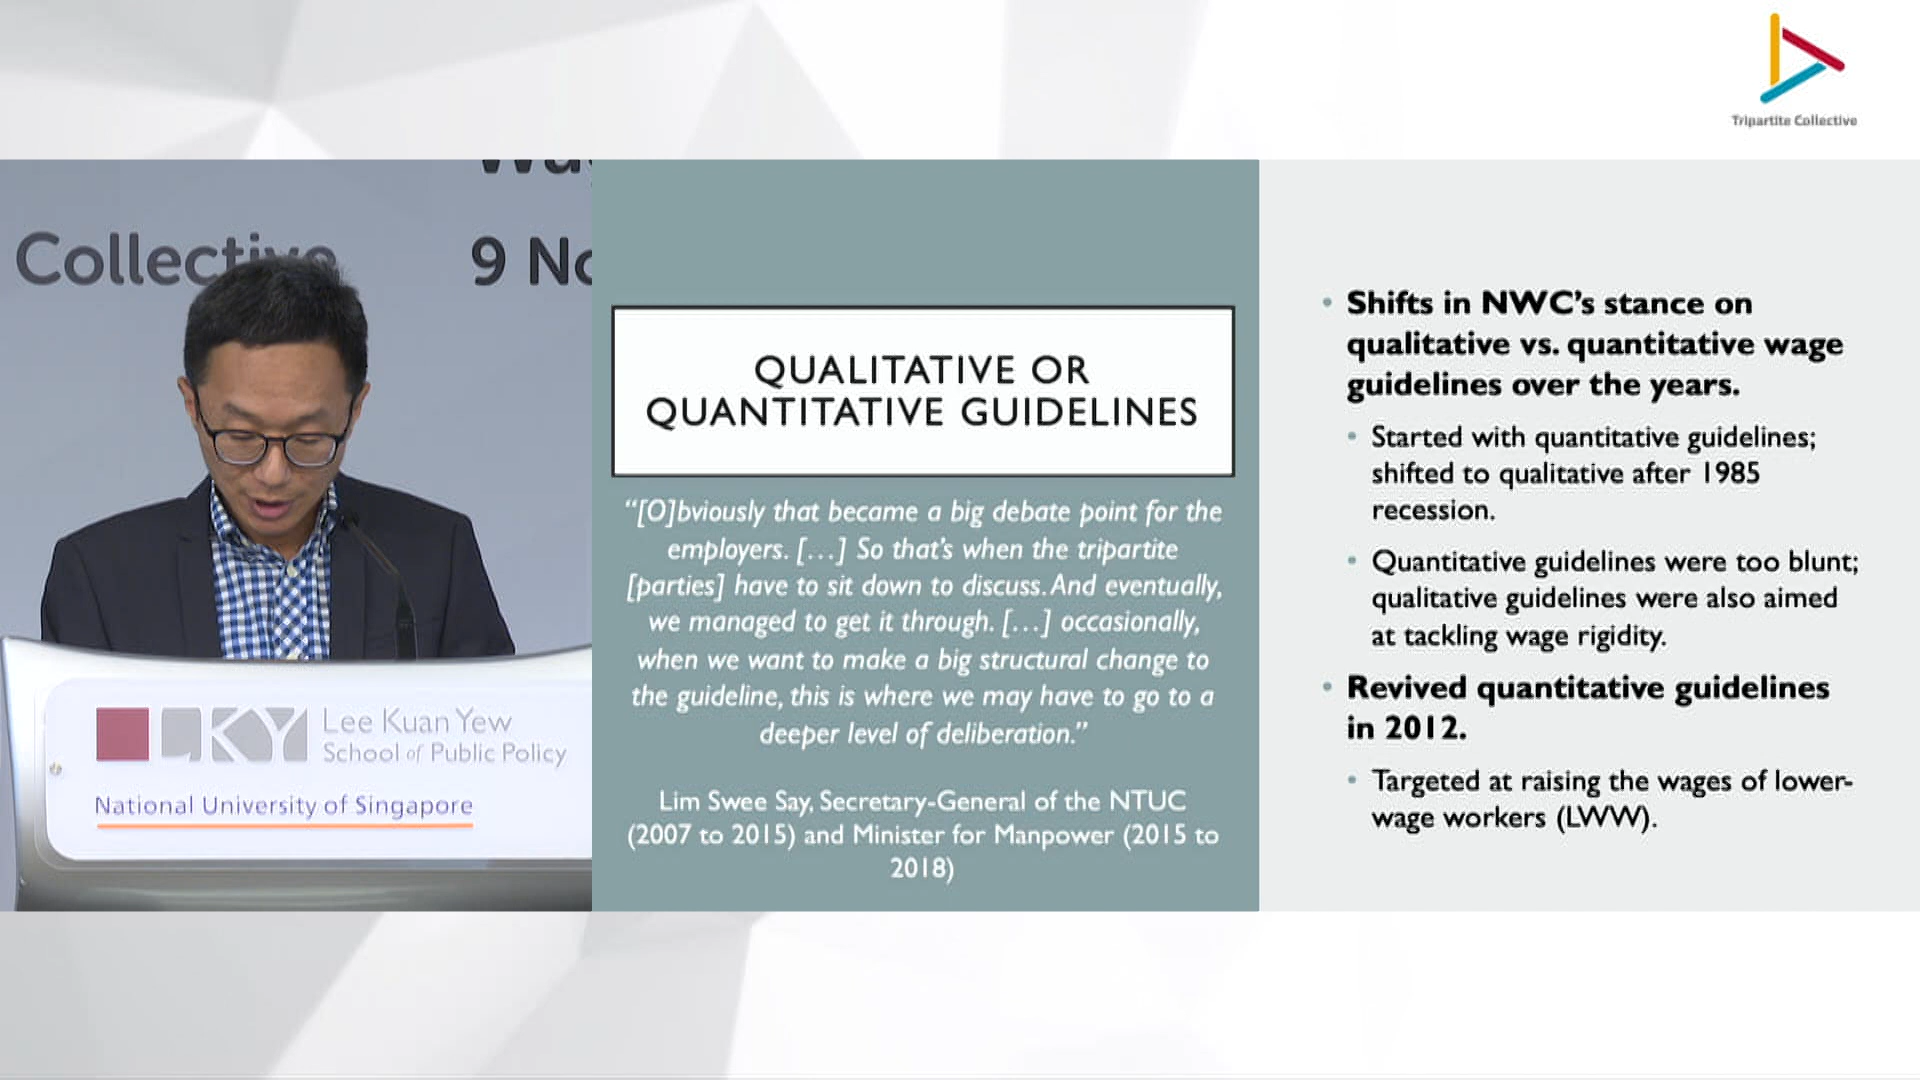 Tripartite Collective
Collective
9 No
Lee Kuan Yew
School of Public Policy
National University of Singapore
QUALITATIVE OR
QUANTITATIVE GUIDELINES
“[O]bviously that became a big debate point for the
employers. […] So that’s when the tripartite
[parties] have to sit down to discuss. And eventually,
we managed to get it through. […] occasionally,
when we want to make a big structural change to
the guideline, this is where we may have to go to a
deeper level of deliberation.”
Lim Swee Say, Secretary-General of the NTUC
(2007 to 2015) and Minister for Manpower (2015 to
2018)
• Shifts in NWC’s stance on
qualitative vs. quantitative wage
guidelines over the years.
• Started with quantitative guidelines;
shifted to qualitative after 1985
recession.
• Quantitative guidelines were too blunt;
qualitative guidelines were also aimed
at tackling wage rigidity.
• Revived quantitative guidelines
in 2012.
• Targeted at raising the wages of lower-
wage workers (LWW).